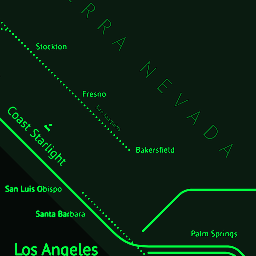 RRA NEVADA
Stockton
Fresno
Coast Starlight
Bakersfield
San Luis Obispo
Santa Barbara
Palm Springs
Los Angeles